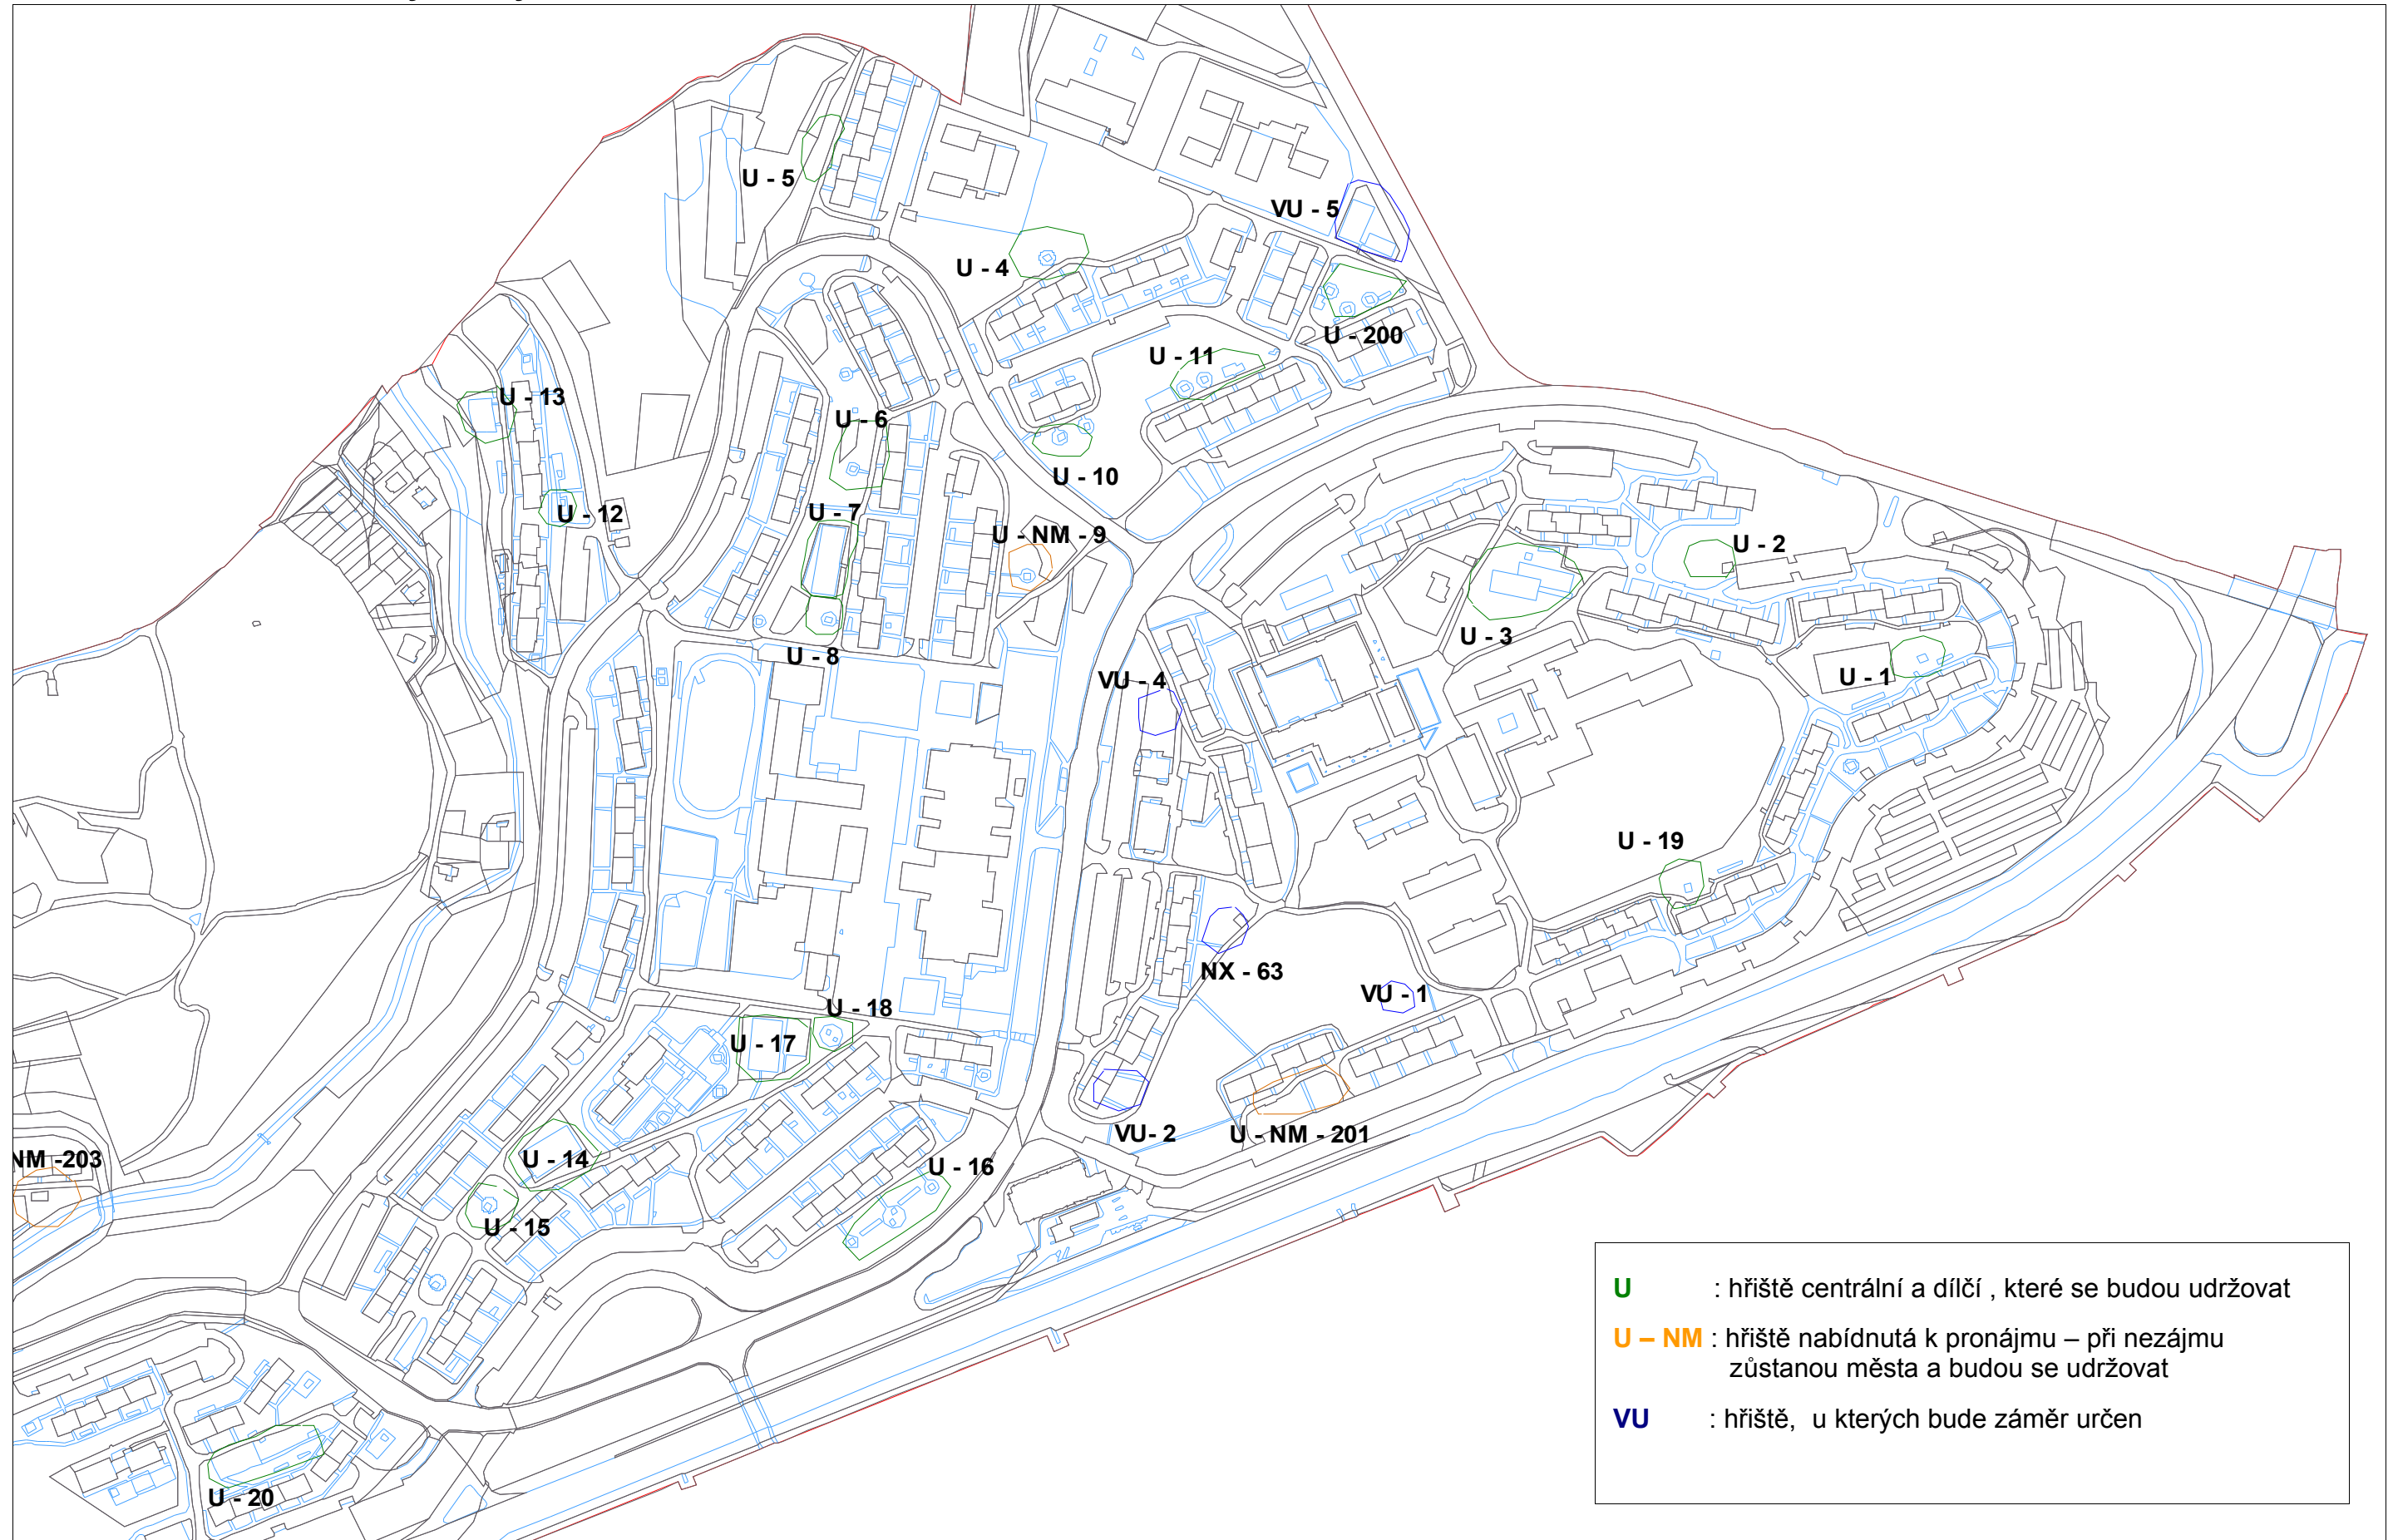 U - 5
VU - 5
U - 4
U - 200
U - 11
U - 13
U - 6
U - 10
U - 7
U - 12
U - NM - 9
U - 2
U - 3
U - 8
VU - 4
U - 1
U - 19
NX - 63
VU - 1
U - 18
U - 17
VU- 2
U - NM - 201
NM -203
U - 14
U - 16
U - 15
U - 20
U : hřiště centrální a dílčí , které se budou udržovat
U – NM : hřiště nabídnutá k pronájmu – při nezájmu
zůstanou města a budou se udržovat
VU : hřiště, u kterých bude záměr určen